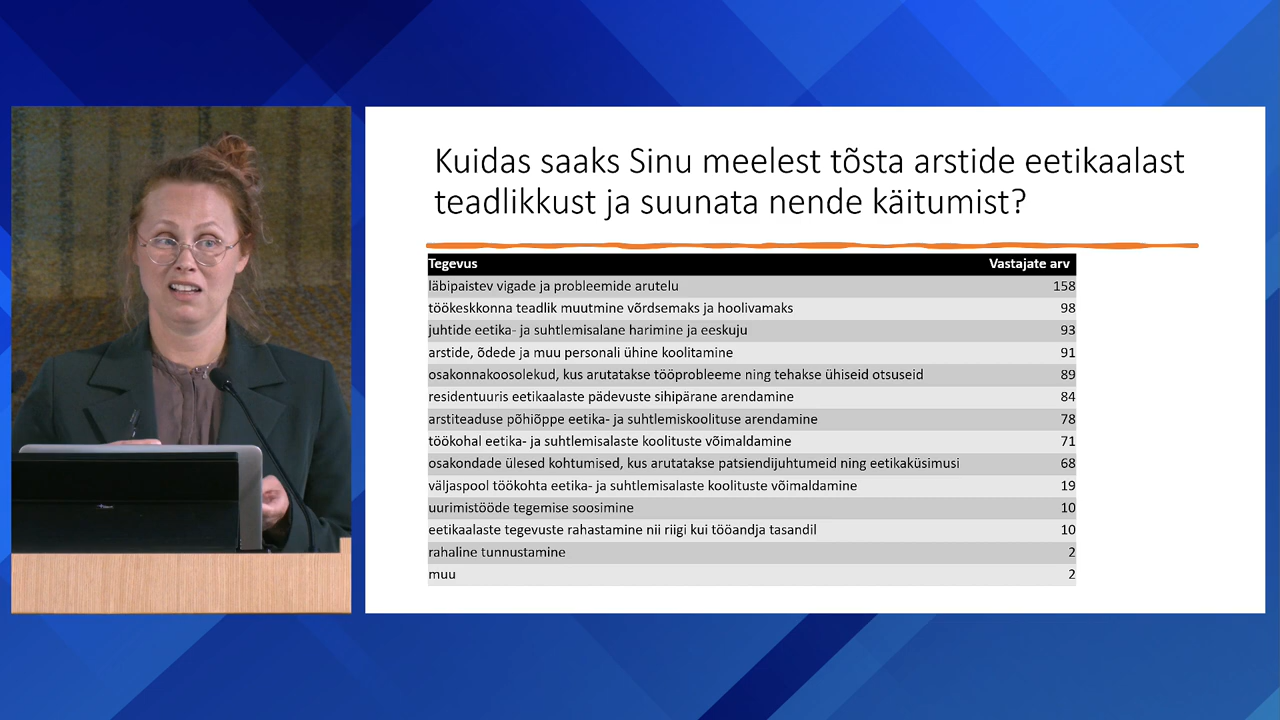 Kuidas saaks Sinu meelest tõsta arstide eetikaalast
teadlikkust ja suunata nende käitumist?
Tegevus Vastajate arv
läbipaistev vigade ja probleemide arutelu 158
töökeskkonna teadlik muutmine võrdsemaks ja hoolivamaks 98
juhtide eetika- ja suhtlemisalane harimine ja eeskuju 93
arstide, õdede ja muu personali ühine koolitamine 91
osakonnakoosolekud, kus arutatakse tööprobleeme ning tehakse ühiseid otsuseid 89
residentuuris eetikaalaste pädevuste sihipärane arendamine 84
arstiteaduse põhiõppe eetika- ja suhtlemiskoolituse arendamine 78
töökohal eetika- ja suhtlemisalaste koolituste võimaldamine 71
osakondade ülesed kohtumised, kus arutatakse patsiendijuhtumeid ning eetikaküsimusi 68
väljaspool töökohta eetika- ja suhtlemisalaste koolituste võimaldamine 19
uurimistööde tegemise soosimine 10
eetikaalaste tegevuste rahastamine nii riigi kui tööandja tasandil 10
rahaline tunnustamine 2
muu 2